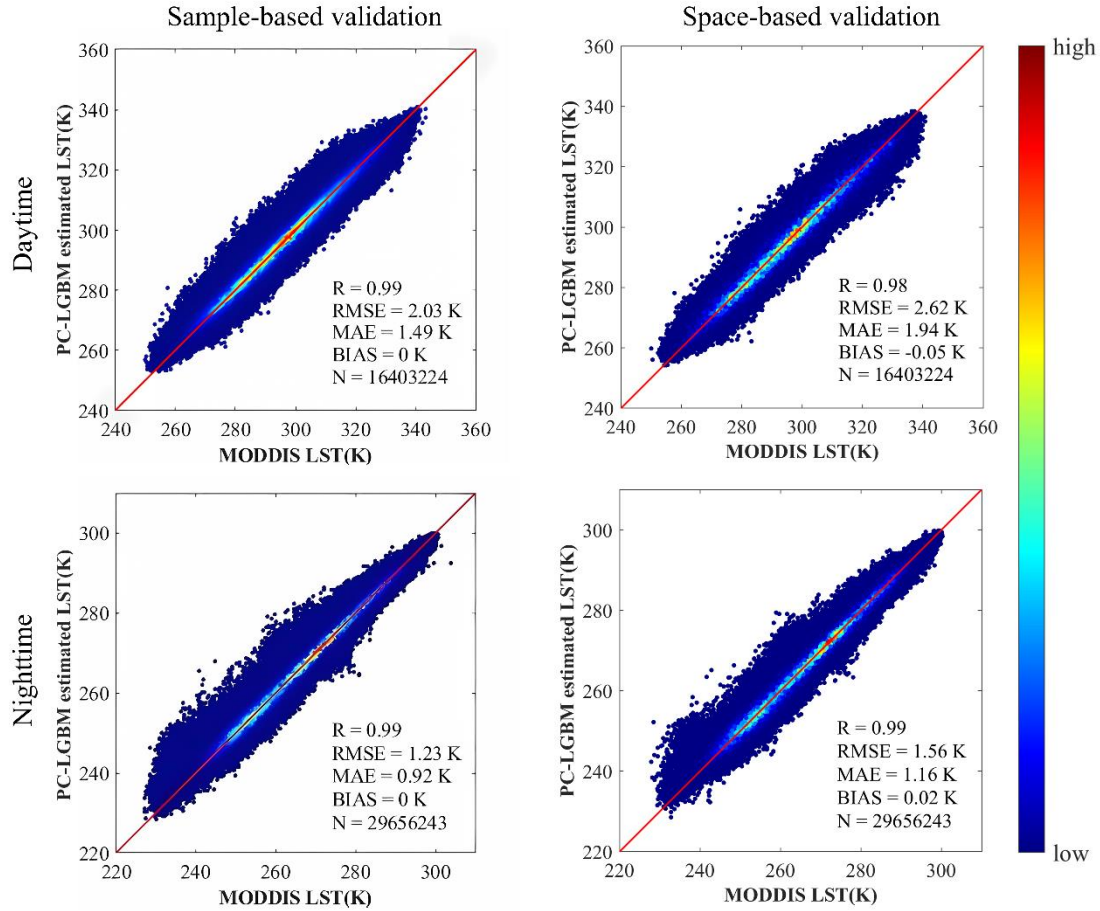 Sample-based validation
Space-based validation
Daytime
PC-LGBM estimated LST(K)
360
340
320
300
280
260
240
R = 0.99
RMSE = 2.03 K
MAE = 1.49 K
BIAS = 0 K
N = 16403224
240 260 280 300 320 340 360
MODDIS LST(K)
PC-LGBM estimated LST(K)
360
340
320
300
280
260
240
R = 0.98
RMSE = 2.62 K
MAE = 1.94 K
BIAS = -0.05 K
N = 16403224
240 260 280 300 320 340 360
MODDIS LST(K)
high
low
Nighttime
PC-LGBM estimated LST(K)
300
280
260
240
220
R = 0.99
RMSE = 1.23 K
MAE = 0.92 K
BIAS = 0 K
N = 29656243
220 240 260 280 300
MODDIS LST(K)
PC-LGBM estimated LST(K)
300
280
260
240
220
R = 0.99
RMSE = 1.56 K
MAE = 1.16 K
BIAS = 0.02 K
N = 29656243
220 240 260 280 300
MODDIS LST(K)